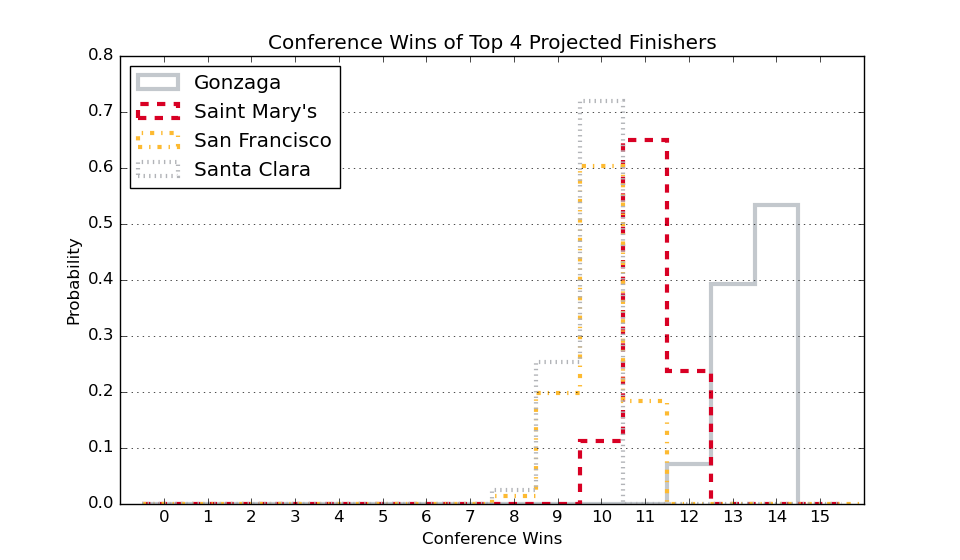 Conference Wins of Top 4 Projected Finishers
0.8
0.7
0.6
0.5
0.4
0.3
0.2
0.1
0.0
Probability
Gonzaga
Saint Mary's
San Francisco
Santa Clara
0 1 2 3 4 5 6 7 8 9 10 11 12 13 14 15
Conference Wins